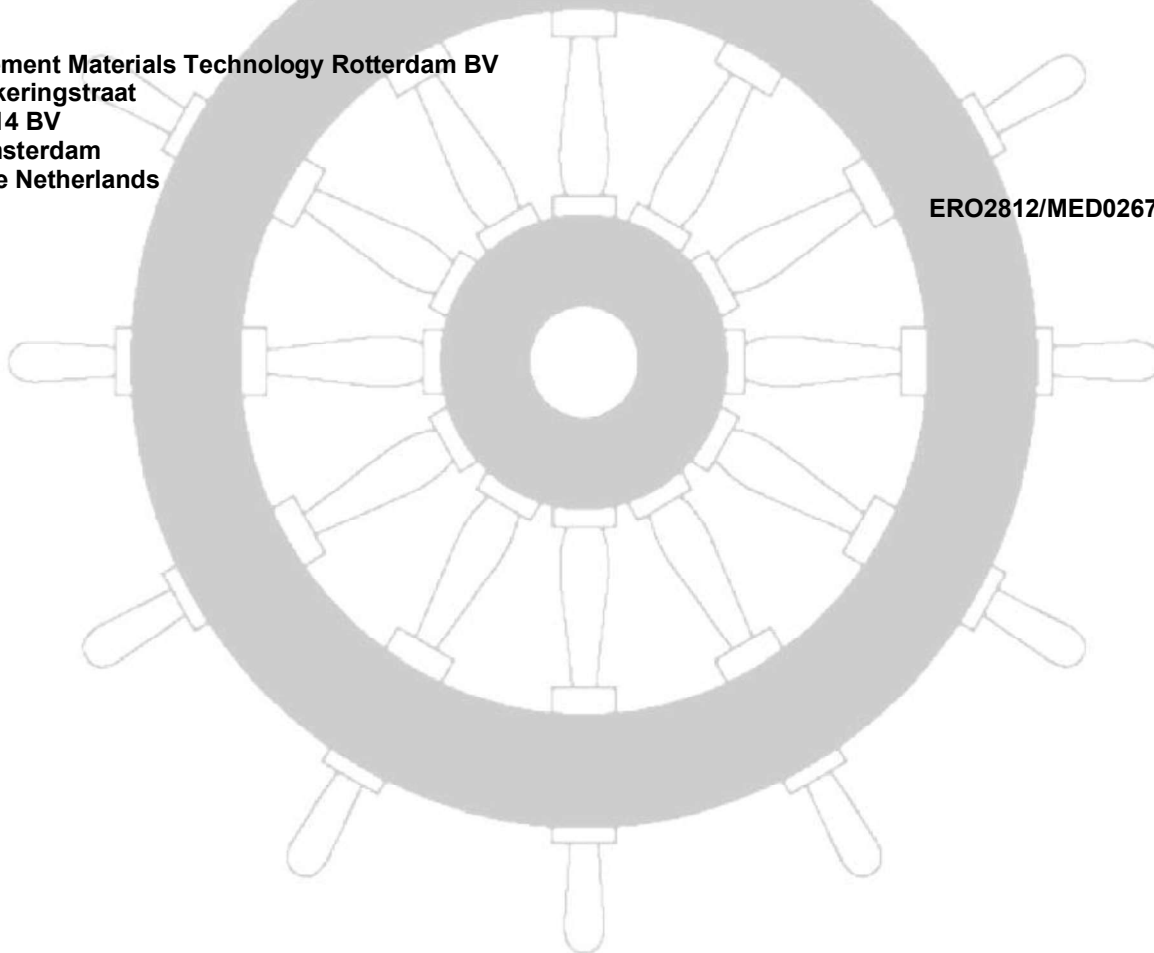 ment Materials Technology Rotterdam BV
keringstraat
14 BV
nsterdam
e Netherlands
ERO2812/MED0267